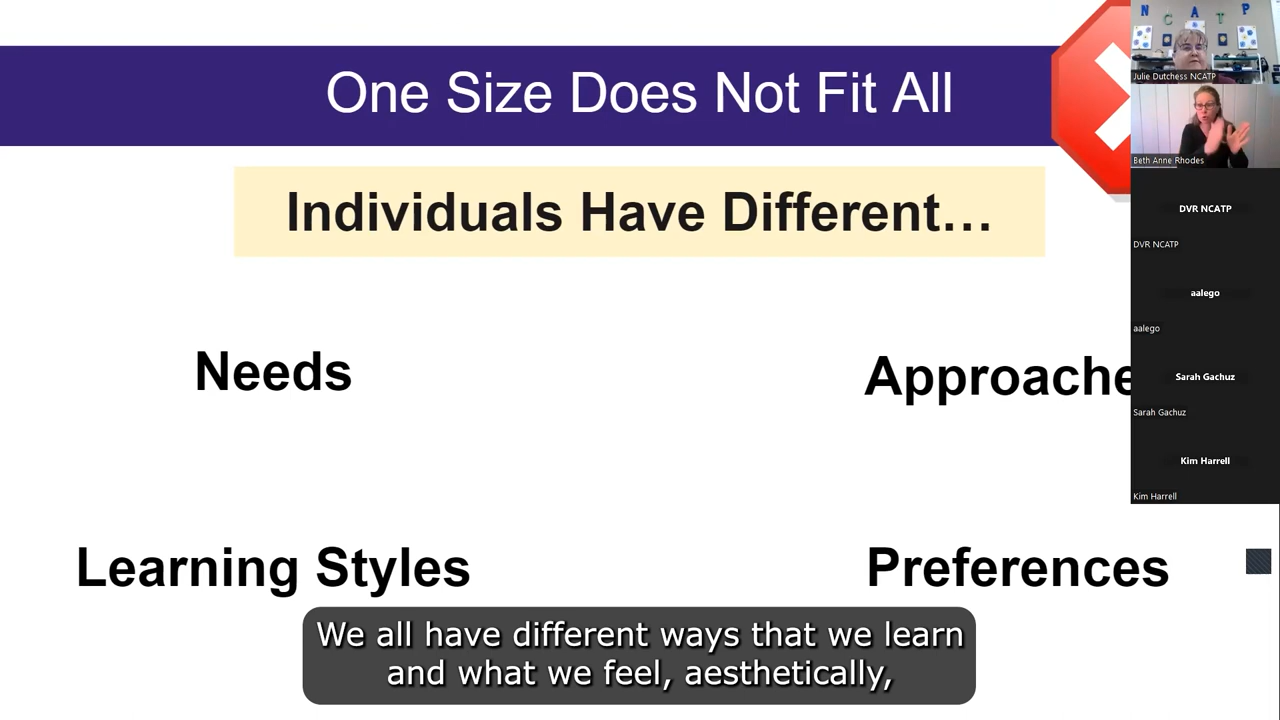 One Size Does Not Fit All
Individuals Have Different…
Needs
Approache
Learning Styles
Preferences
We all have different ways that we learn
and what we feel, aesthetically,
N C A T P
Julie Dutchess NCATP
Beth Anne Rhodes
DVR NCATP
DVR NCATP
aalego
aalego
Sarah Gachuz
Sarah Gachuz
Kim Harrell
Kim Harrell